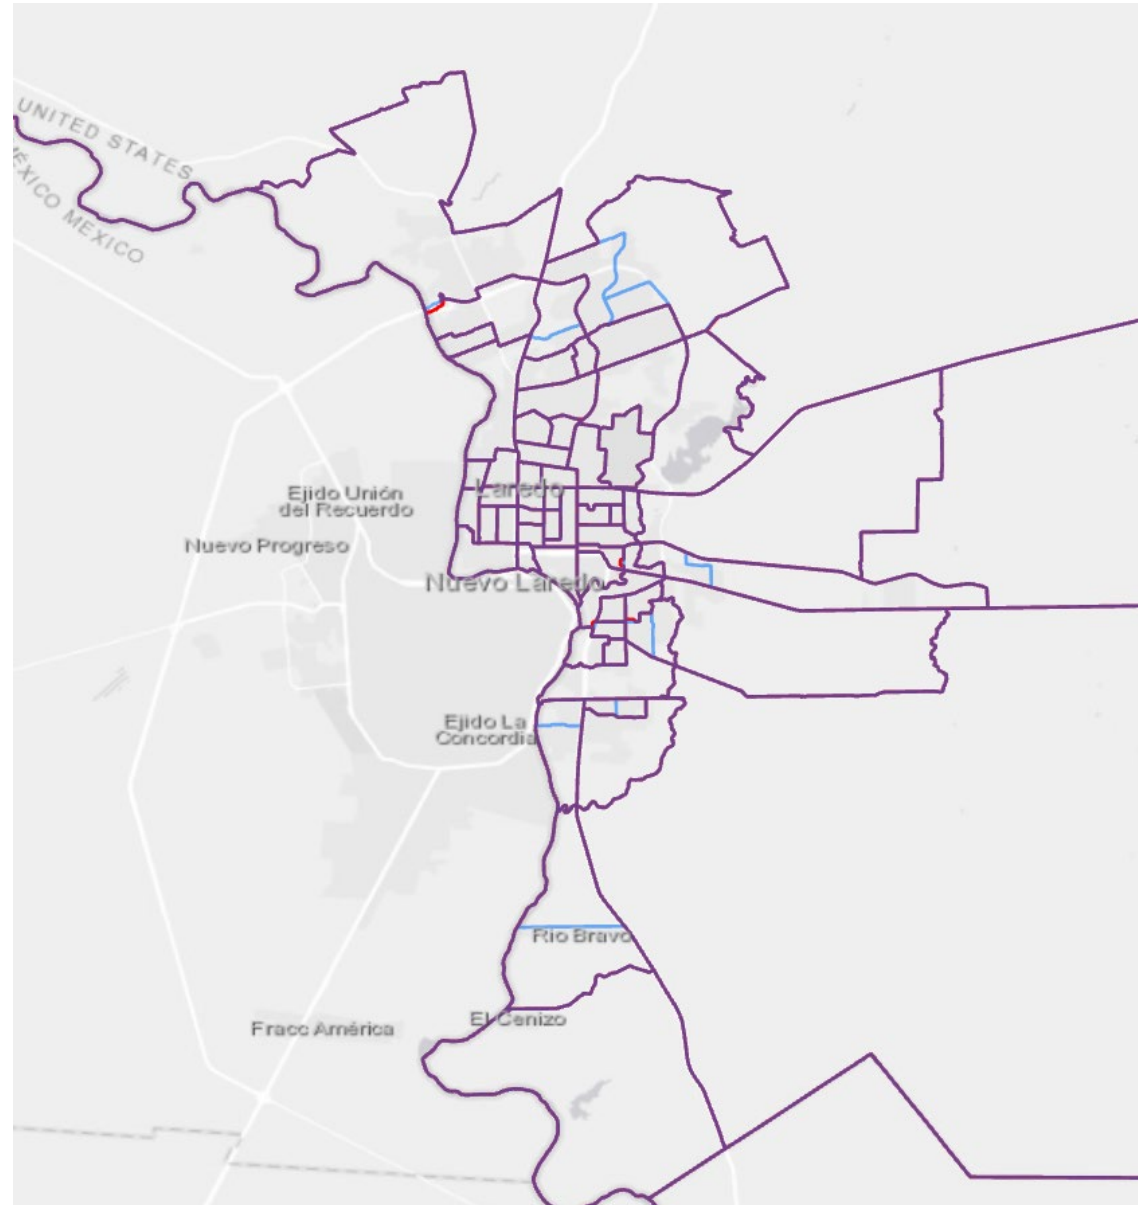 UNITED STATES
MÉXICO MÉXICO
Ejido Unión
del Recuerdo
Laredo
Nuevo Progreso
Nuevo Laredo
Ejido La
Concordia
Rio Bravo
El Cenizo
Fracc América